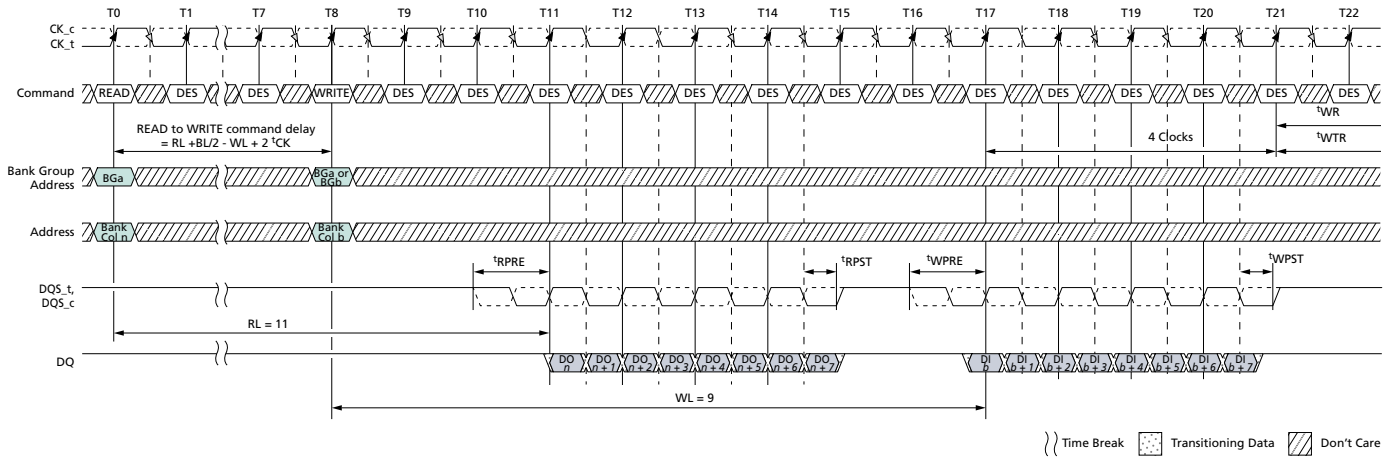 T0 T1 T7 T8 T9 T10 T11 T12 T13 T14 T15 T16 T17 T18 T19 T20 T21 T22
CK_c
CK_t
Command READ DES DES WRITE DES DES DES DES DES DES DES DES DES DES DES DES DES DES
tWR
READ to WRITE command delay
= RL +BL/2 - WL + 2 tCK
4 Clocks
tWTR
Bank Group
Address
BGa
BGa or
BGb
Address
Bank
Col n
Bank
Col b
tRPRE tRPST tWPRE tWPST
DQS_t,
DQS_c
RL = 11
DQ
DO
n
DO
n + 1
DO
n + 2
DO
n + 3
DO
n + 4
DO
n + 5
DO
n + 6
DO
n + 7
DI
b
DI
b + 1
DI
b + 2
DI
b + 3
DI
b + 4
DI
b + 5
DI
b + 6
DI
b + 7
WL = 9
Time Break Transitioning Data Don't Care